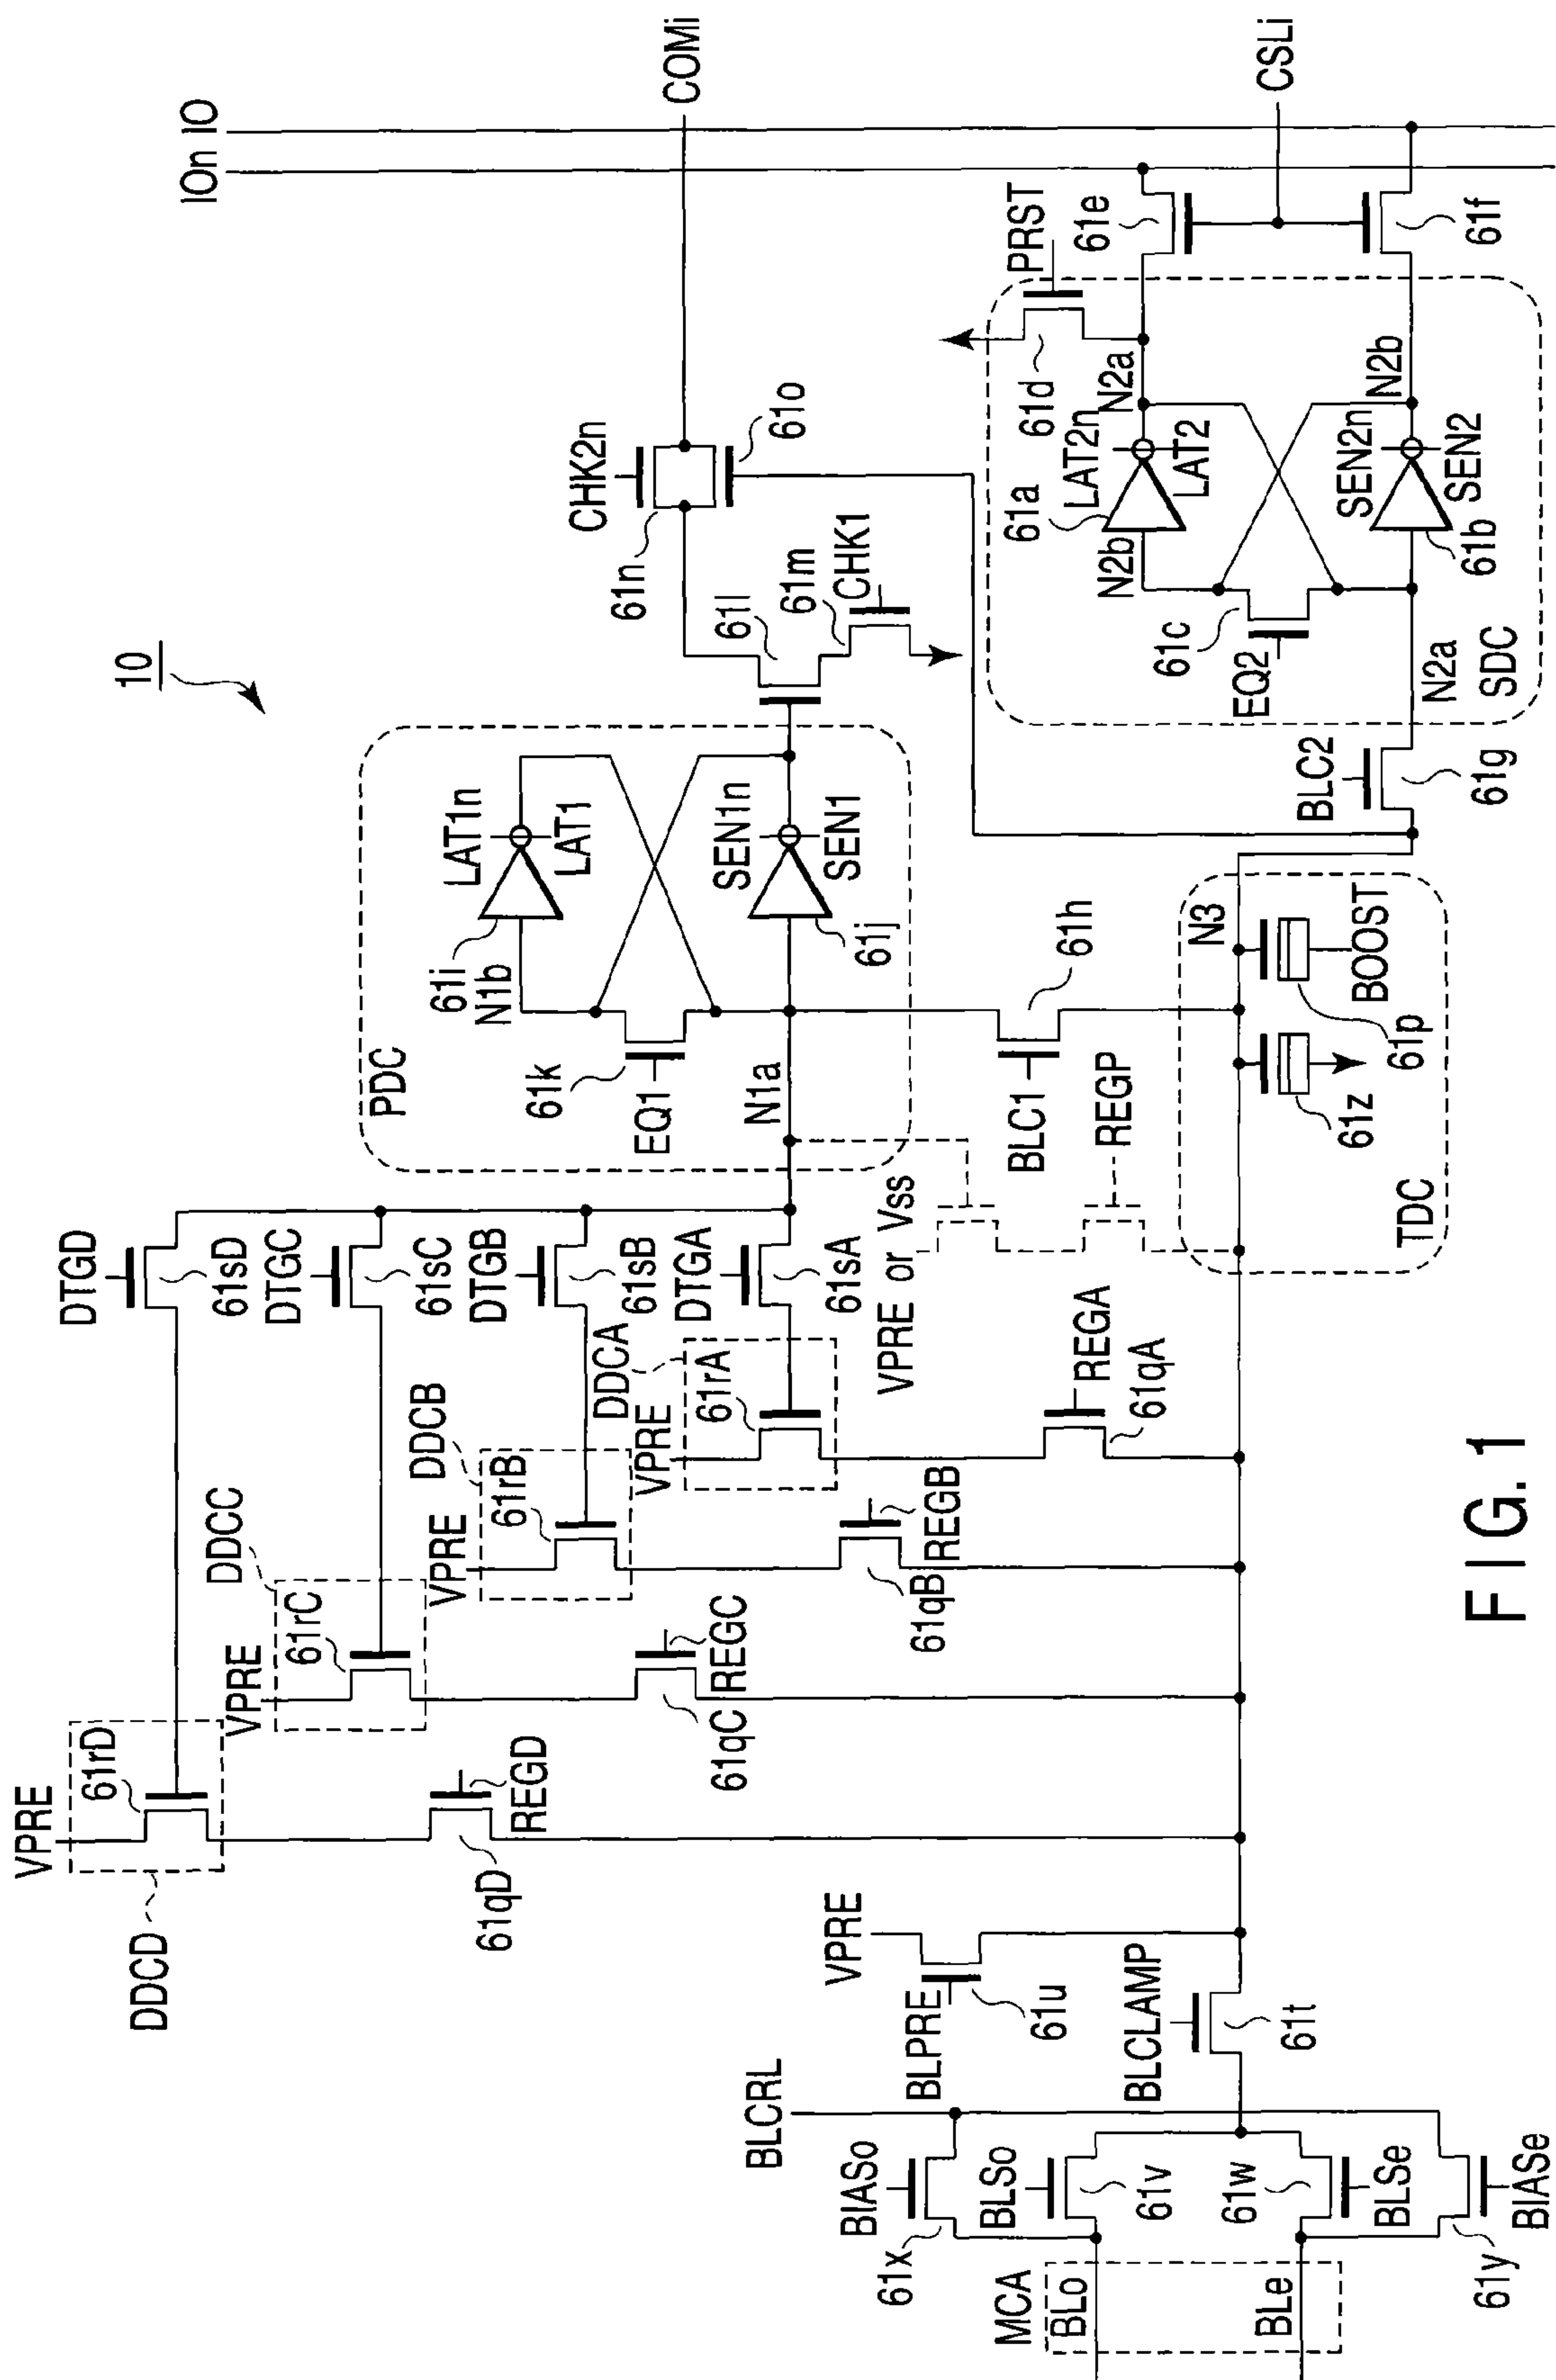 10
IOn
IO
COMi
CSLi
CHK2n
61n
61o
61l
61m
CHK1
PRST
61e
61f
61d
N2a
LAT2n
LAT2
61a
N2b
SEN2n
SEN2
61b
N2b
61c
EQ2
N2a
SDC
BLC2
61g
PDC
LAT1n
LAT1
61i
N1b
SEN1n
SEN1
61j
61k
EQ1
N1a
BLC1
61h
REGP
VPRE or Vss
N3
BOOST
61p
61z
TDC
DTGD
61sD
DTGC
61sC
DTGB
61sB
DTGA
61sA
DDCA
VPRE
61rA
REGA
61qA
DDCB
VPRE
61rB
REGB
61qB
DDCC
VPRE
61rC
REGC
61qC
VPRE
61rD
DDCD
REGD
61qD
VPRE
BLPRE
61u
BLCLAMP
61t
BLCRL
BIASo
61x
BLSo
61v
61w
BLSe
BIASe
61y
MCA
BLo
BLe
FIG. 1